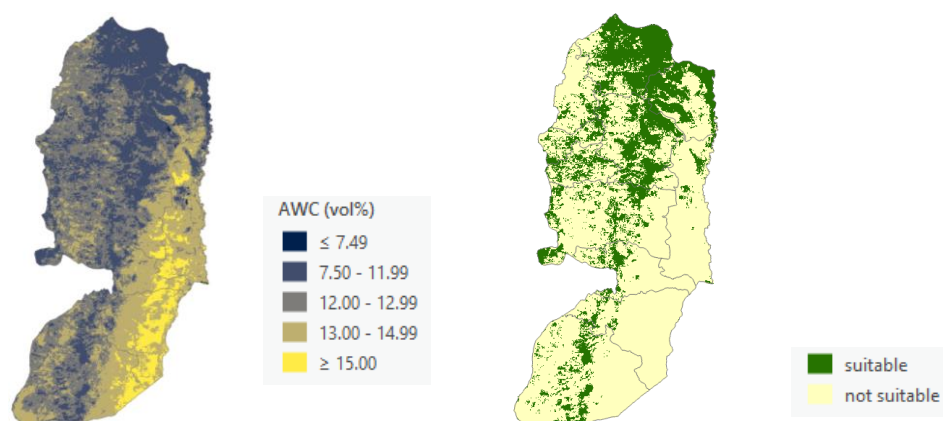 AWC (vol%)
≤ 7.49
7.50 - 11.99
12.00 - 12.99
13.00 - 14.99
≥ 15.00
suitable
not suitable